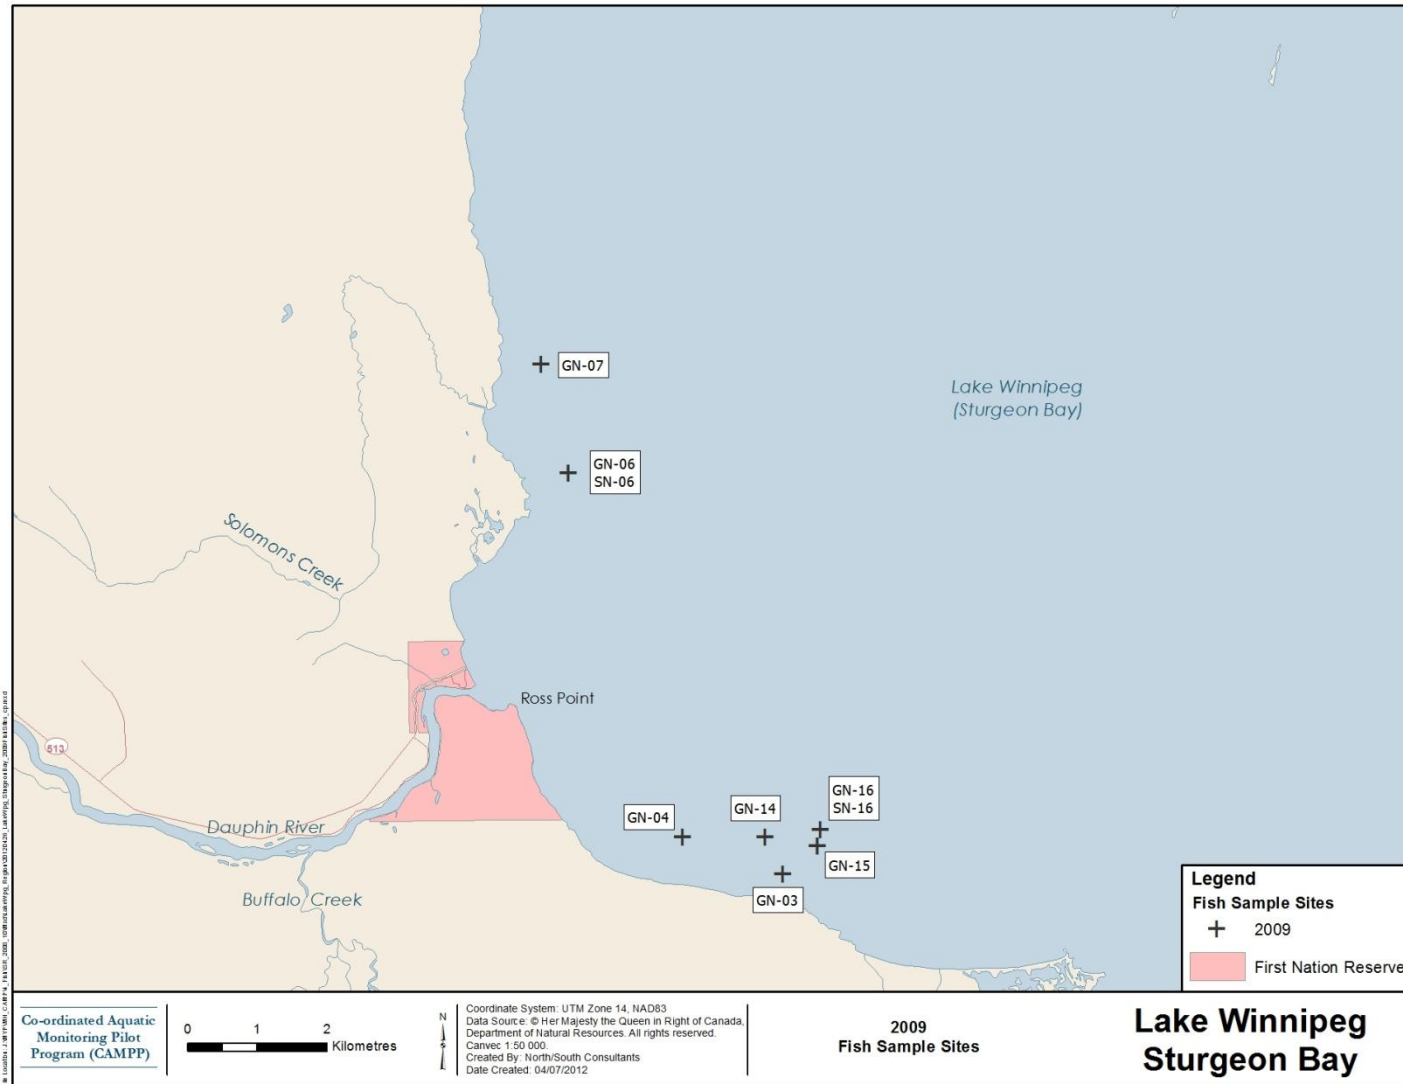 GN-07
Lake Winnipeg
(Sturgeon Bay)
GN-06
SN-06
Solomons Creek
Ross Point
513
GN-16
SN-16
GN-04
GN-14
Dauphin River
GN-15
GN-03
Buffalo Creek
Legend
Fish Sample Sites
2009
First Nation Reserve
Co-ordinated Aquatic
Monitoring Pilot
Program (CAMPP)
0 1 2
Kilometres
N
Coordinate System: UTM Zone 14, NAD83
Data Source: © Her Majesty the Queen in Right of Canada,
Department of Natural Resources. All rights reserved.
Canvec 1:50 000.
Created By: North/South Consultants
Date Created: 04/07/2012
2009
Fish Sample Sites
Lake Winnipeg
Sturgeon Bay